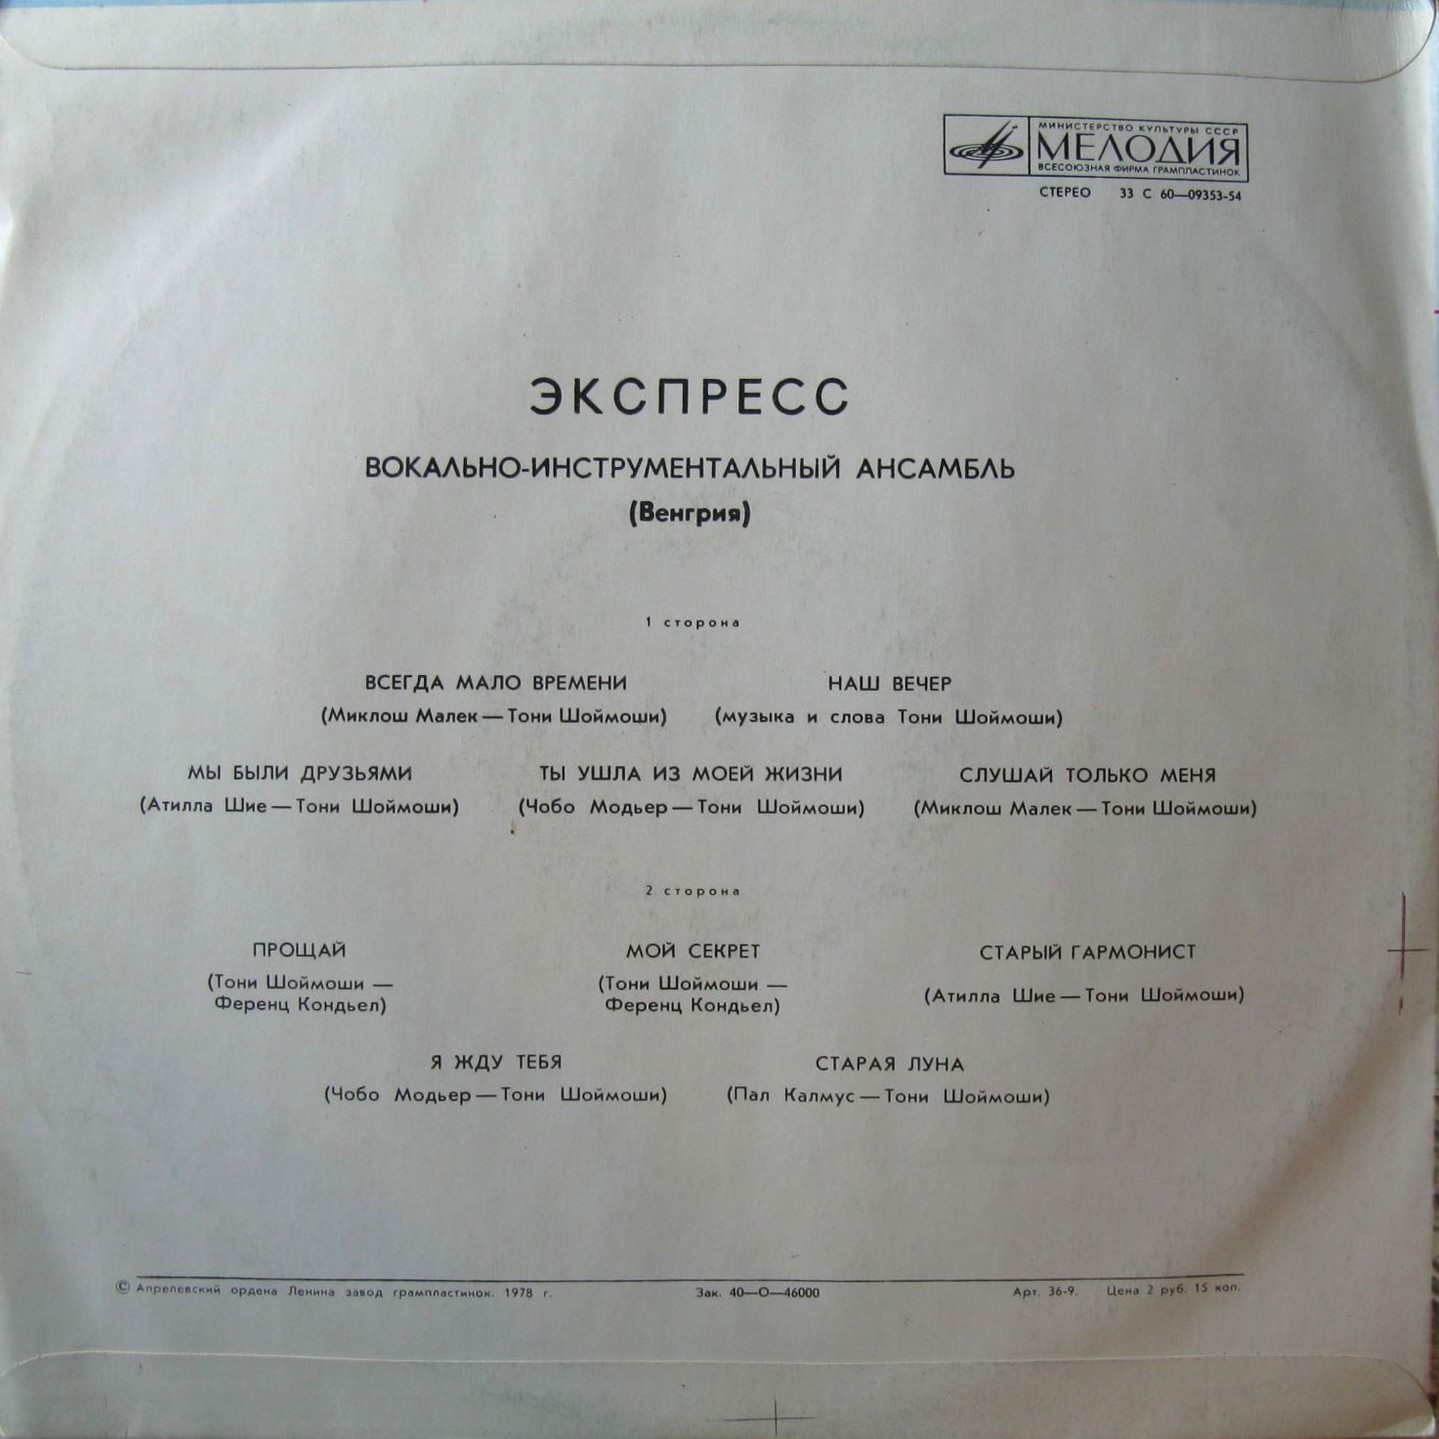 МИНИСТЕРСТВО КУЛЬТУРЫ СССР
МЕЛОДИЯ
ВСЕСОЮЗНАЯ ФИРМА ГРАМПЛАСТИНОК
СТЕРЕО 33 С 60—09353-54
ЭКСПРЕСС
ВОКАЛЬНО-ИНСТРУМЕНТАЛЬНЫЙ АНСАМБЛЬ
(Венгрия)
1 сторона
ВСЕГДА МАЛО ВРЕМЕНИ НАШ ВЕЧЕР
(Миклош Малек — Тони Шоймоши) (музыка и слова Тони Шоймоши)
МЫ БЫЛИ ДРУЗЬЯМИ ТЫ УШЛА ИЗ МОЕЙ ЖИЗНИ СЛУШАЙ ТОЛЬКО МЕНЯ
(Атилла Шие — Тони Шоймоши) (Чобо Модьер — Тони Шоймоши) (Миклош Малек — Тони Шоймоши)
2 сторона
ПРОЩАЙ МОЙ СЕКРЕТ СТАРЫЙ ГАРМОНИСТ
(Тони Шоймоши — (Тони Шоймоши — (Атилла Шие — Тони Шоймоши)
Ференц Кондьел) Ференц Кондьел)
Я ЖДУ ТЕБЯ СТАРАЯ ЛУНА
(Чобо Модьер — Тони Шоймоши) (Пал Калмус — Тони Шоймоши)
© Апрелевский ордена Ленина завод грампластинок. 1978 г. Зак. 40—О—46000 Арт. 36-9. Цена 2 руб. 15 коп.